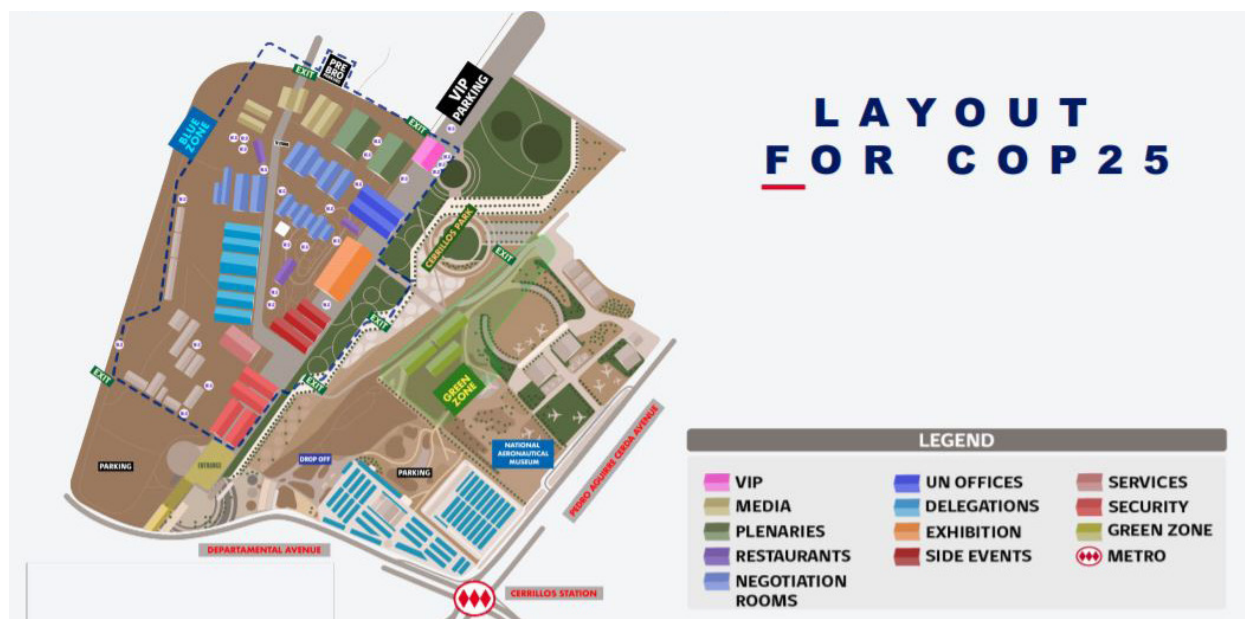 LAYOUT
FOR COP25
EXIT
PRE
BRO
PARKING
VIP
PARKING
EXIT
BLUE
ZONE
CERRILLOS PARK
EXIT
EXIT
EXIT
EXIT
GREEN
ZONE
ENTRANCE
PARKING
DROP OFF
PARKING
NATIONAL
AERONAUTICAL
MUSEUM
PEDRO AGUIRRE CERDA AVENUE
DEPARTAMENTAL AVENUE
CERRILLOS STATION
LEGEND
VIP
MEDIA
PLENARIES
RESTAURANTS
NEGOTIATION
ROOMS
UN OFFICES
DELEGATIONS
EXHIBITION
SIDE EVENTS
SERVICES
SECURITY
GREEN ZONE
METRO